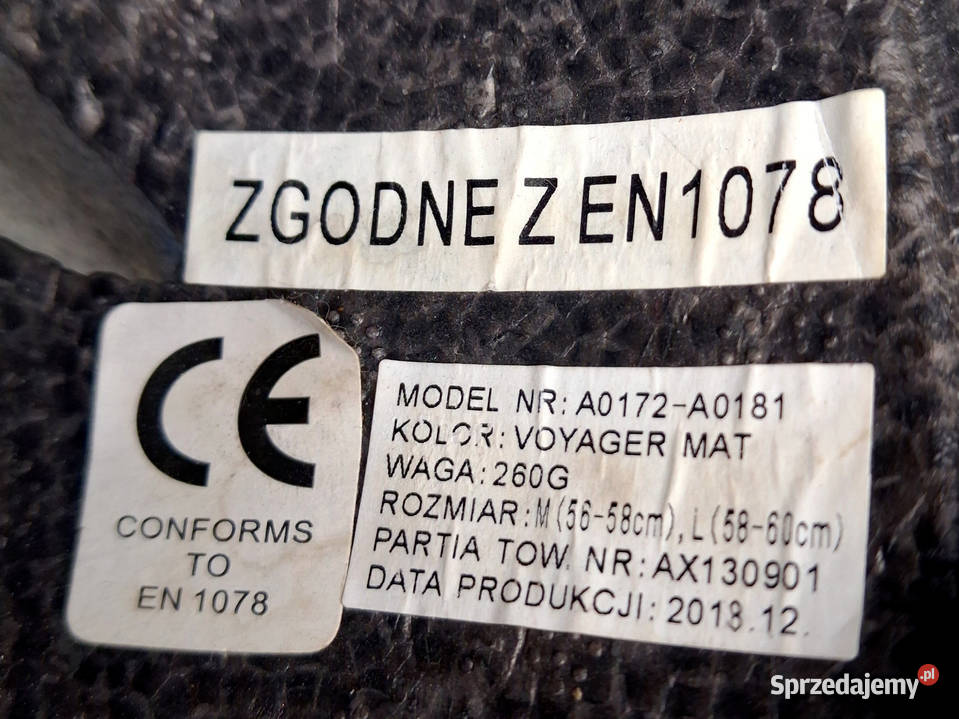 ZGODNE Z EN1078
CE
CONFORMS
TO
EN 1078
MODEL NR: A0172-A0181
KOLOR: VOYAGER MAT
WAGA: 260G
ROZMIAR: M(56-58cm), L(58-60cm)
PARTIA TOW. NR: AX130901
DATA PRODUKCJI: 2013.12.
Sprzedajemy.pl